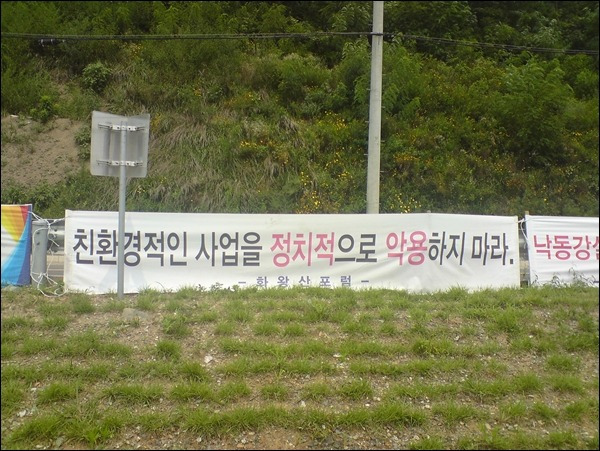 친환경적인 사업을 정치적으로 악용하지 마라.
- 화왕산포럼 -
낙동강살